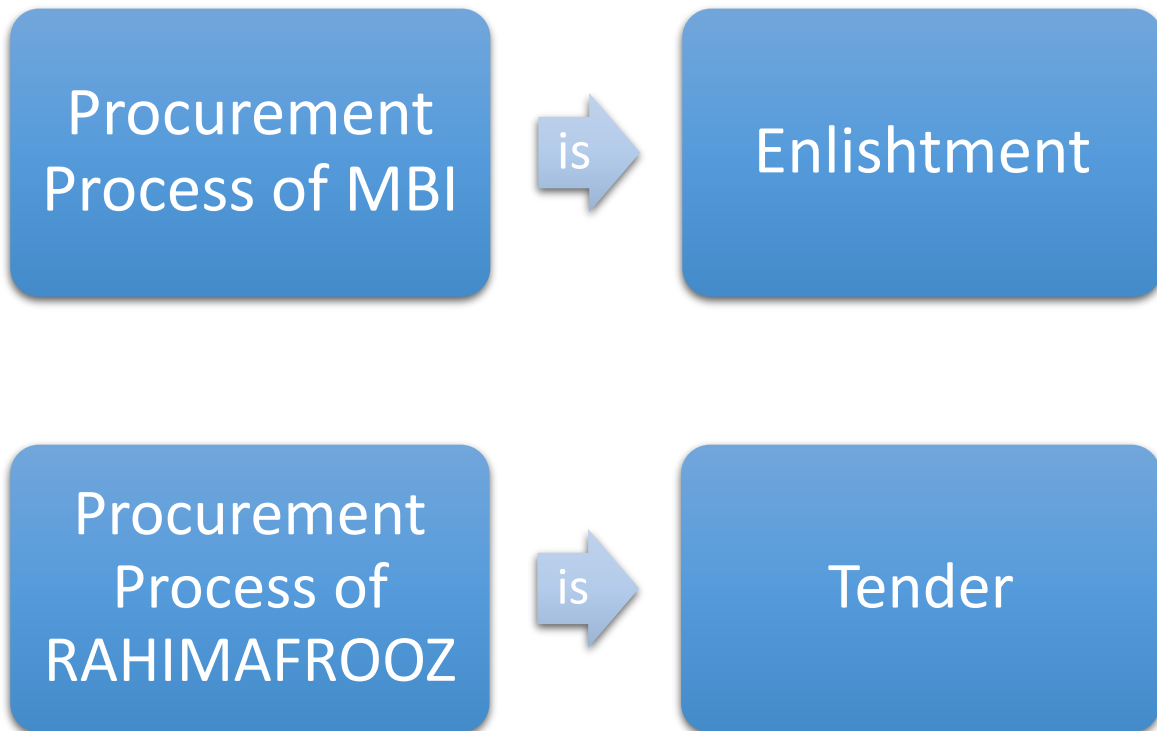 Procurement
Process of MBI
is
Enlishtment
Procurement
Process of
RAHIMAFROOZ
is
Tender